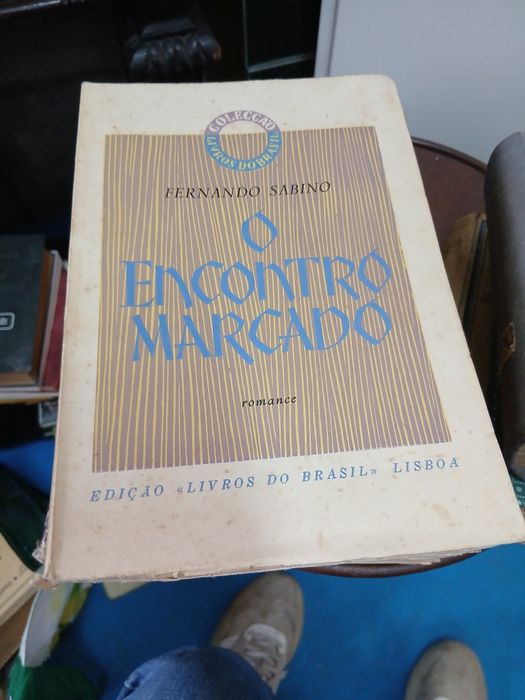 COLECÇÃO
LIVROS DO BRASIL
FERNANDO SABINO
O
ENCONTRO
MARCADO
romance
EDIÇÃO «LIVROS DO BRASIL» LISBOA